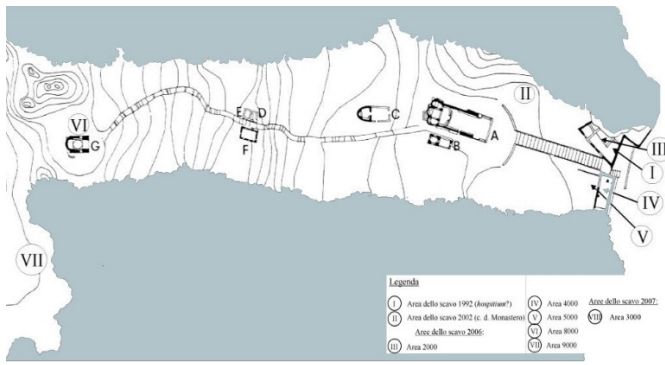 II
VI
E D
C
G
F
B
A
III
I
IV
V
VII
Legenda
I Area dello scavo 1992 (hospitium?)
II Area dello scavo 2002 (c. d. Monastero)
Aree dello scavo 2006:
III Area 2000
IV Area 4000
V Area 5000
VI Area 8000
VII Area 9000
Aree dello scavo 2007:
VIII Area 3000